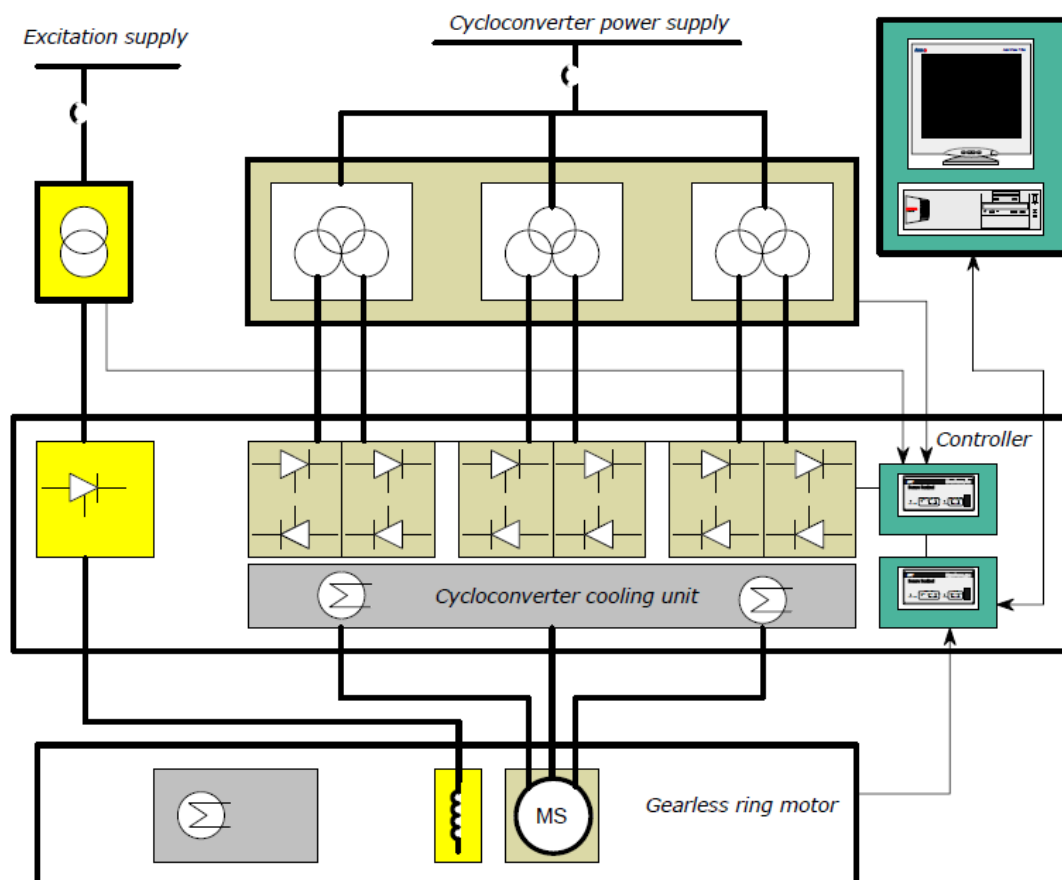 Excitation supply
Cycloconverter power supply
Controller
Cycloconverter cooling unit
Gearless ring motor
MS